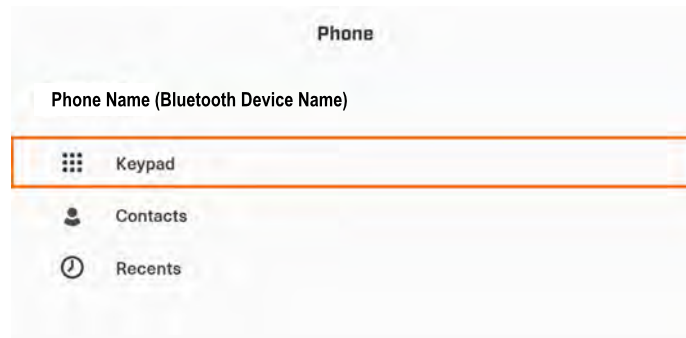 Phone
Phone Name (Bluetooth Device Name)
Keypad
Contacts
Recents